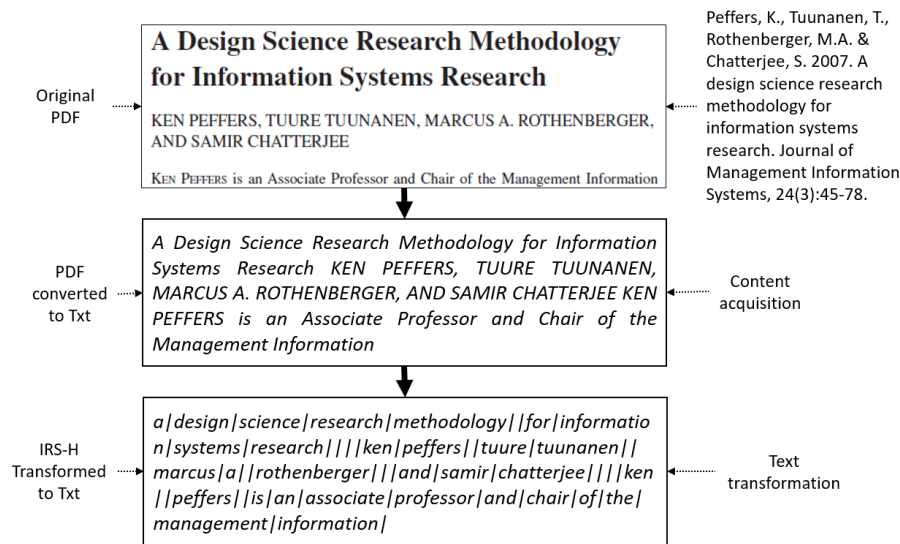 A Design Science Research Methodology
for Information Systems Research
KEN PEFFERS, TUURE TUUNANEN, MARCUS A. ROTHENBERGER,
AND SAMIR CHATTERJEE
KEN PEFFERS is an Associate Professor and Chair of the Management Information
Original
PDF
Peffers, K., Tuunanen, T.,
Rothenberger, M.A. &
Chatterjee, S. 2007. A
design science research
methodology for
information systems
research. Journal of
Management Information
Systems, 24(3):45-78.
PDF
converted
to Txt
A Design Science Research Methodology for Information
Systems Research KEN PEFFERS, TUURE TUUNANEN,
MARCUS A. ROTHENBERGER, AND SAMIR CHATTERJEE KEN
PEFFERS is an Associate Professor and Chair of the
Management Information
Content
acquisition
IRS-H
Transformed
to Txt
a|design|science|research|methodology||for|informatio
n|systems|research||||ken|peffers||tuure|tuunanen||
marcus|a||rothenberger|||and|samir|chatterjee||||ken
||peffers||is|an|associate|professor|and|chair|of|the|
management|information|
Text
transformation